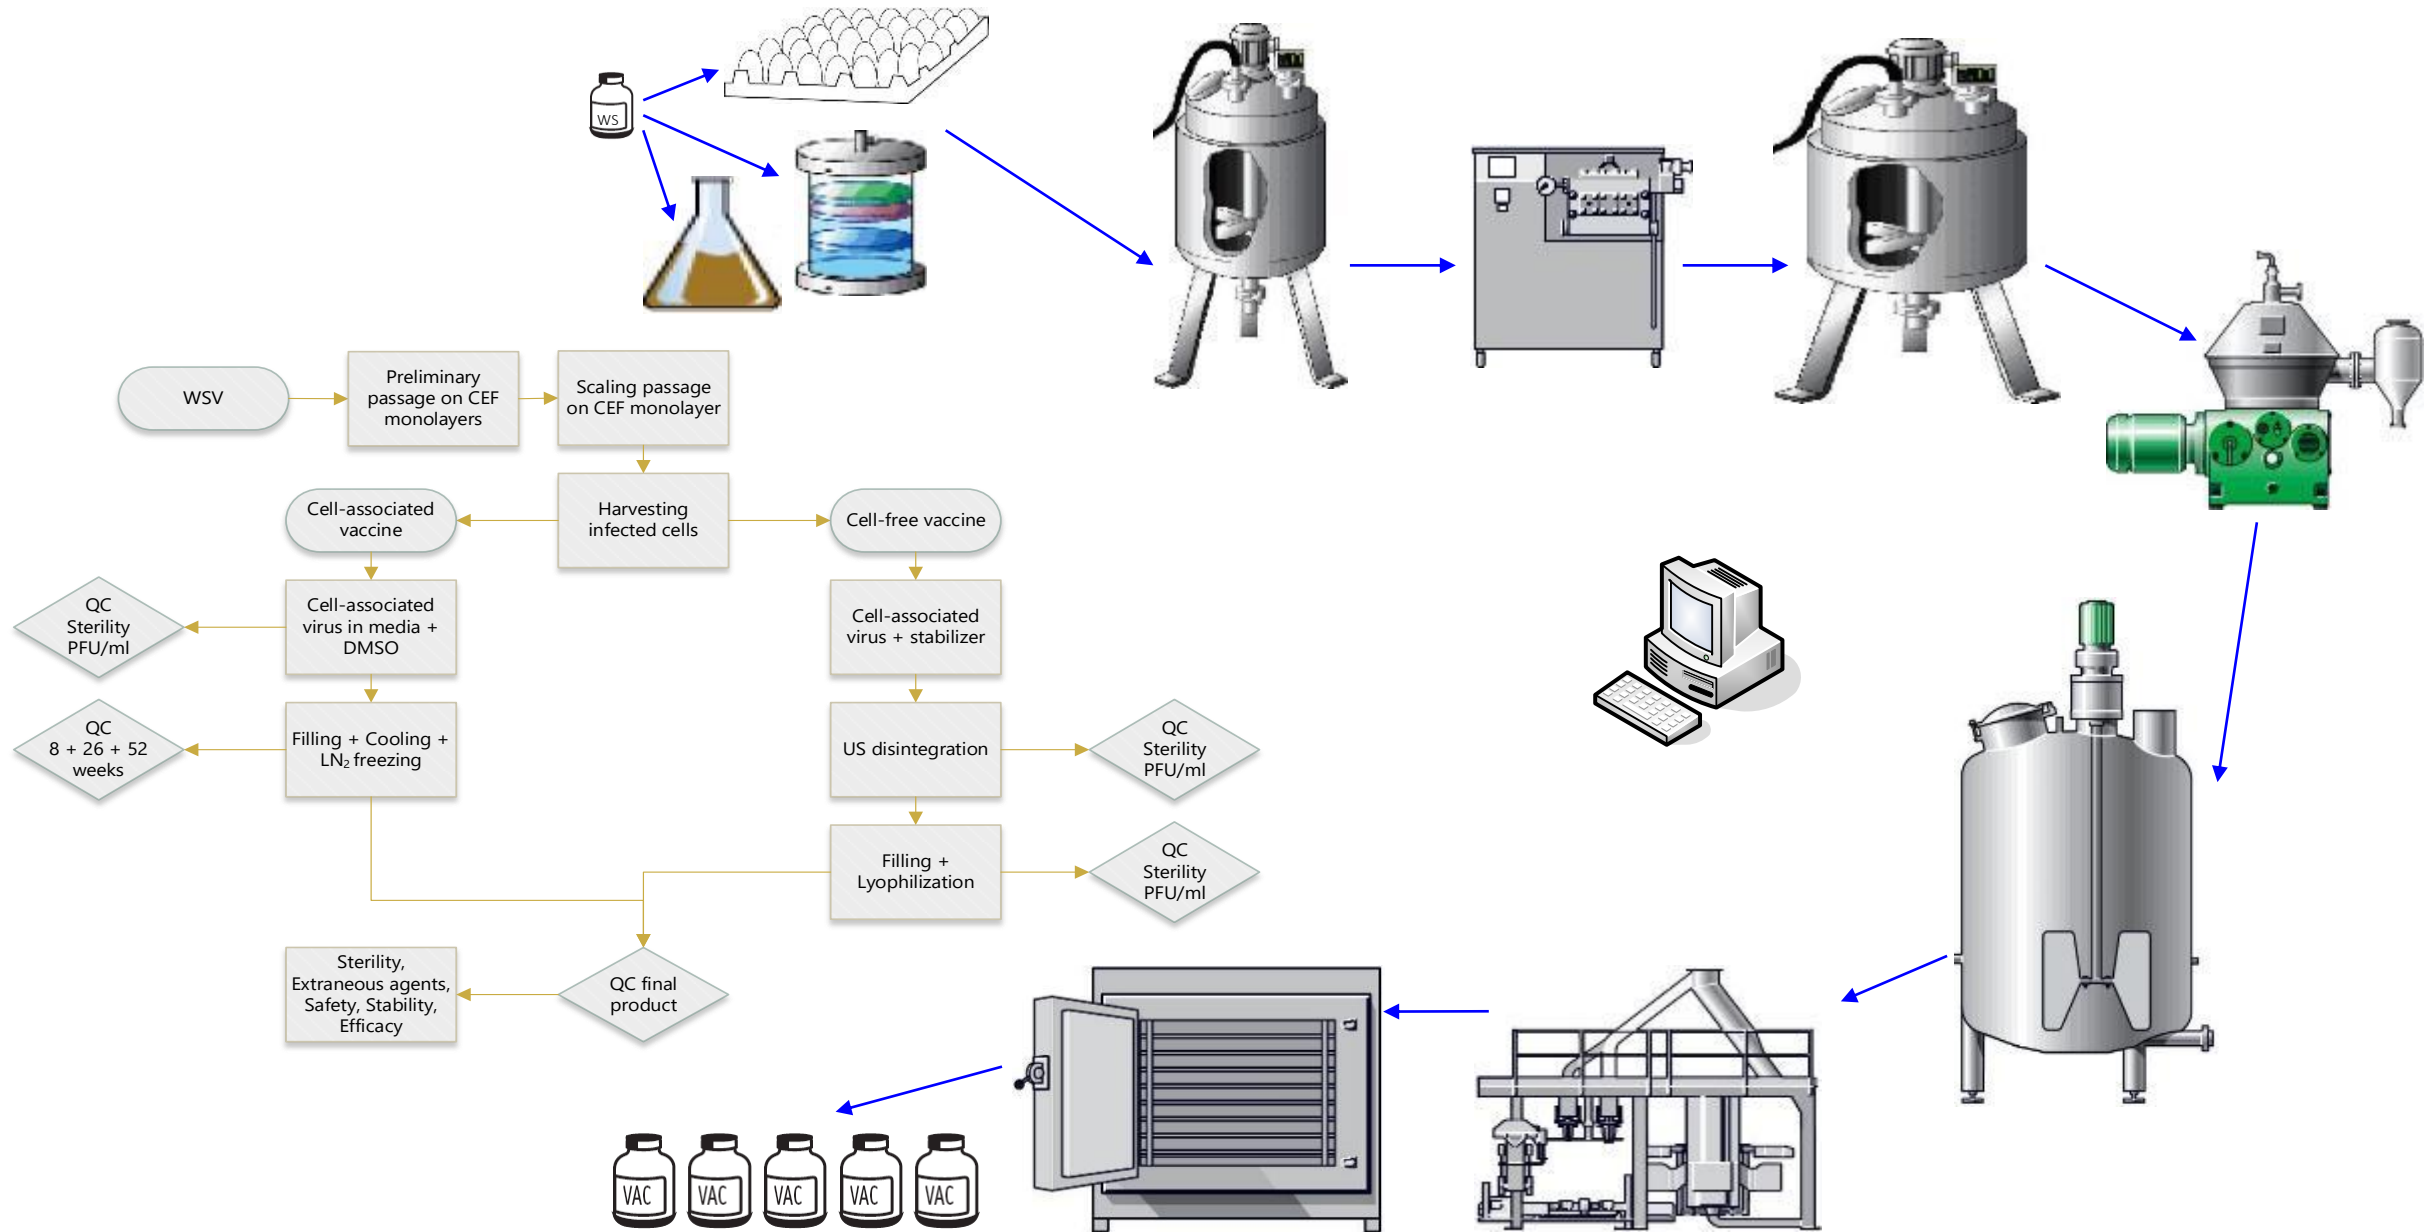 WS
WSV
Preliminary
passage on CEF
monolayers
Scaling passage
on CEF monolayer
Cell-associated
vaccine
Harvesting
infected cells
Cell-free vaccine
QC
Sterility
PFU/ml
Cell-associated
virus in media +
DMSO
Cell-associated
virus + stabilizer
QC
8 + 26 + 52
weeks
Filling + Cooling +
LN₂ freezing
US disintegration
QC
Sterility
PFU/ml
Filling +
Lyophilization
QC
Sterility
PFU/ml
Sterility,
Extraneous agents,
Safety, Stability,
Efficacy
QC final
product
VAC
VAC
VAC
VAC
VAC